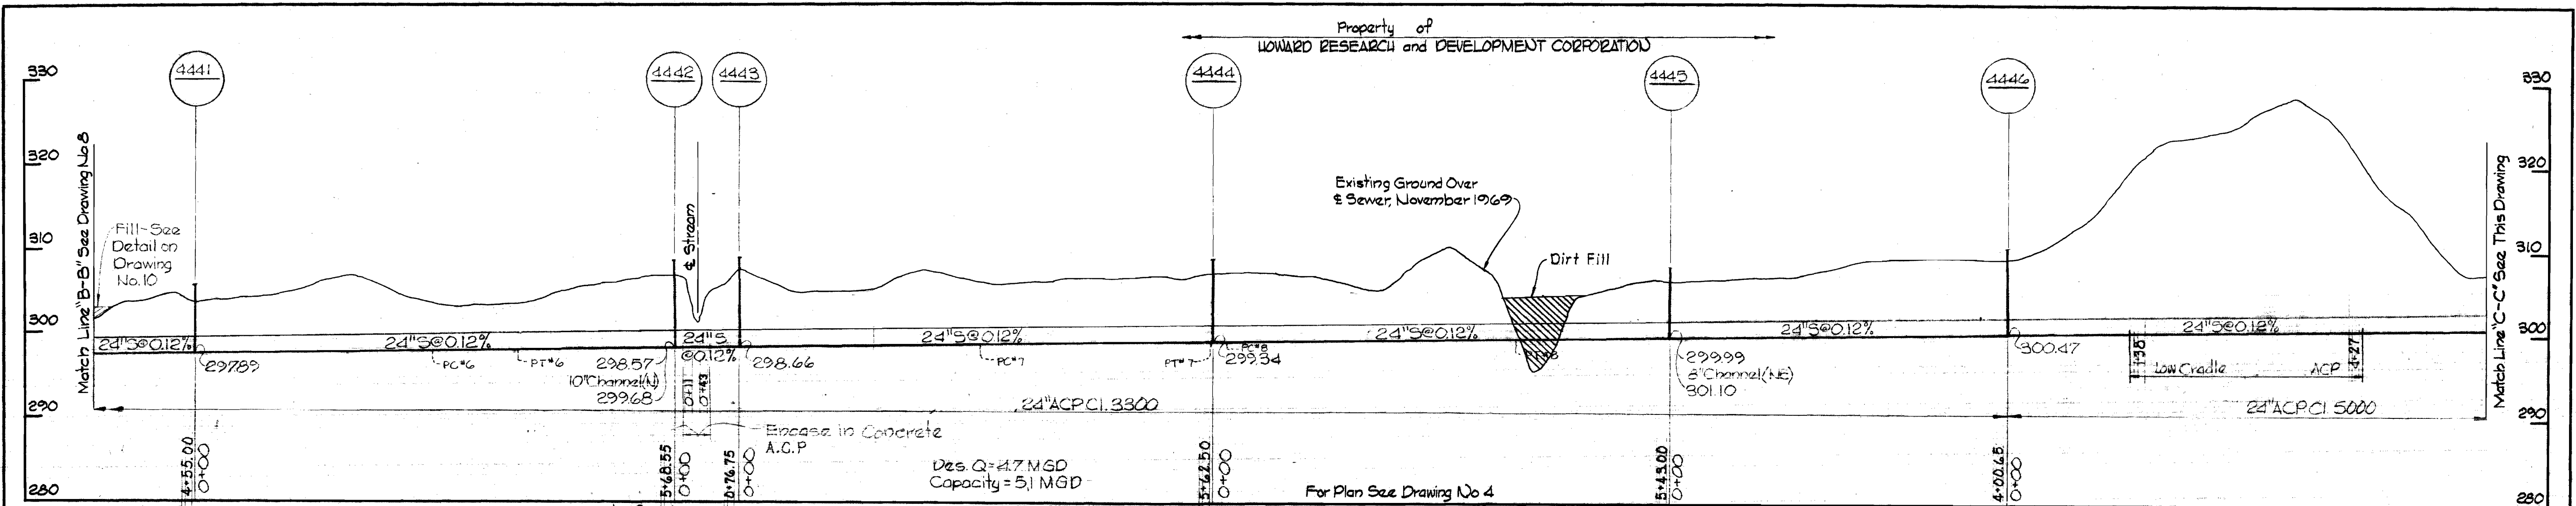 Property of
HOWARD RESEARCH and DEVELOPMENT CORPORATION
4441
4442
4443
4444
4445
4446
330
320
310
300
290
280
330
320
310
300
290
280
Match Line "B-B" See Drawing No 8
Fill-See
Detail on
Drawing
No. 10
℄ Stream
Existing Ground Over
℄ Sewer, November 1969
Dirt Fill
Match Line "C-C" See This Drawing
24"S@0.12%
24"S@0.12%
24"S
@0.12%
24"S@0.12%
24"S@0.12%
24"S@0.12%
24"S@0.12%
297.89
PC#6
PT#6
298.57
10"Channel(N)
299.68
0+11
0+43
298.66
PC#7
PT#7
PC#8
299.34
PT#8
299.99
8"Channel(NE)
301.10
300.47
1+38
Low Cradle
ACP
4+27
24"ACP.Cl. 3300
24"ACP.Cl. 5000
Encase in Concrete
A.C.P
4+55.00
0+00
5+68.55
0+00
0+76.75
0+00
5+62.50
0+00
5+43.00
0+00
4+00.65
0+00
Des. Q=4.7 MGD
Capacity = 5.1 MGD
For Plan See Drawing No 4